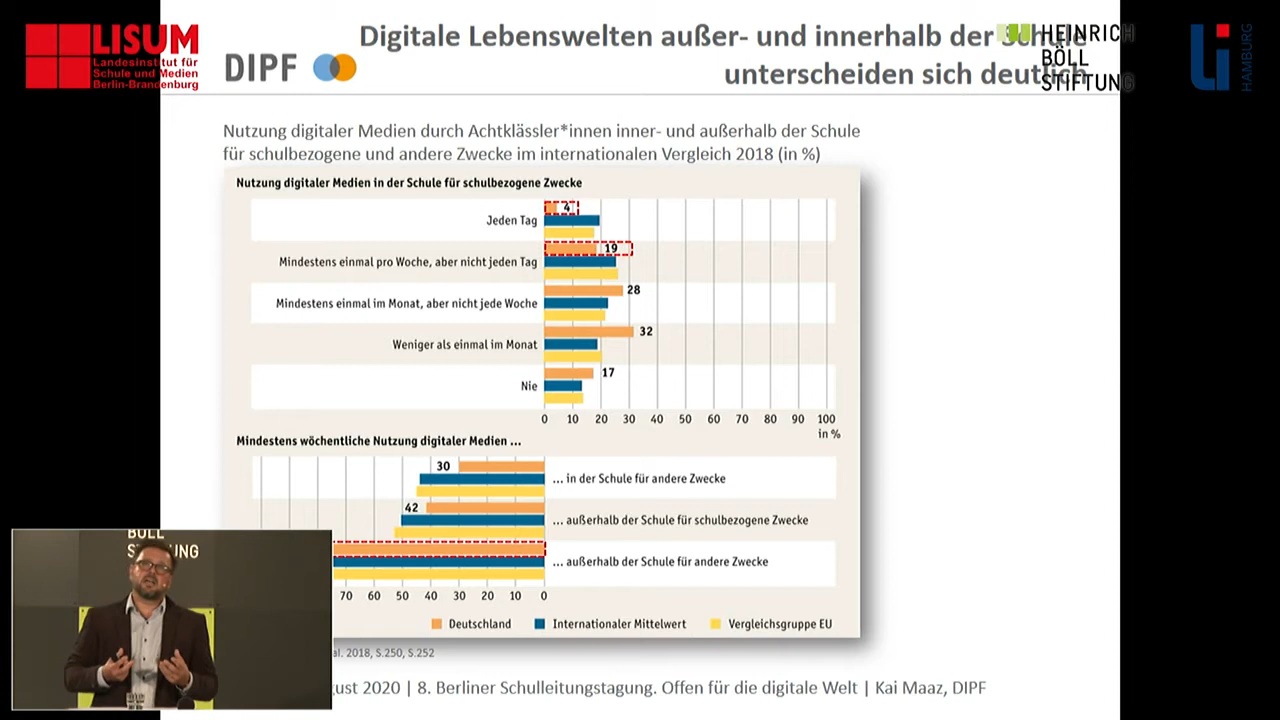 LISUM
Landesinstitut für
Schule und Medien
Berlin-Brandenburg
DIPF
Digitale Lebenswelten außer- und innerhalb der Schule
unterscheiden sich deutlich
HEINRICH
BÖLL
STIFTUNG
HAMBURG
Nutzung digitaler Medien durch Achtklässler*innen inner- und außerhalb der Schule
für schulbezogene und andere Zwecke im internationalen Vergleich 2018 (in %)
Nutzung digitaler Medien in der Schule für schulbezogene Zwecke
Jeden Tag 4
Mindestens einmal pro Woche, aber nicht jeden Tag 19
Mindestens einmal im Monat, aber nicht jede Woche 28
Weniger als einmal im Monat 32
Nie 17
0 10 20 30 40 50 60 70 80 90 100
in %
Mindestens wöchentliche Nutzung digitaler Medien ...
30 ... in der Schule für andere Zwecke
42 ... außerhalb der Schule für schulbezogene Zwecke
... außerhalb der Schule für andere Zwecke
70 60 50 40 30 20 10 0
Deutschland Internationaler Mittelwert Vergleichsgruppe EU
al. 2018, S.250, S.252
2020 | 8. Berliner Schulleitungstagung. Offen für die digitale Welt | Kai Maaz, DIPF
BÖLL
STIFTUNG